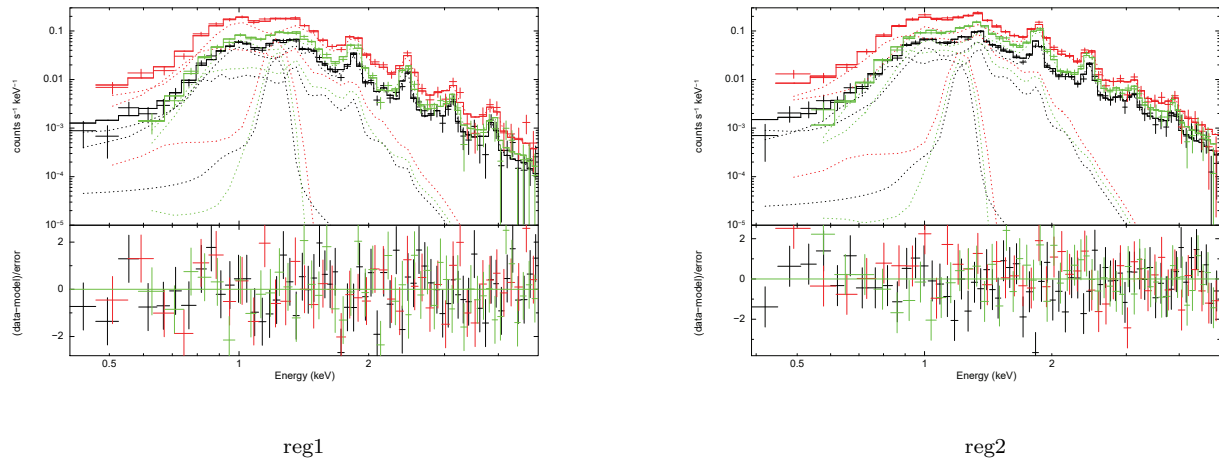 counts s⁻¹ keV⁻¹
0.1
0.01
10⁻³
10⁻⁴
10⁻⁵
(data−model)/error
2
0
−2
0.5
1
2
Energy (keV)
reg1
counts s⁻¹ keV⁻¹
0.1
0.01
10⁻³
10⁻⁴
10⁻⁵
(data−model)/error
2
0
−2
0.5
1
2
Energy (keV)
reg2